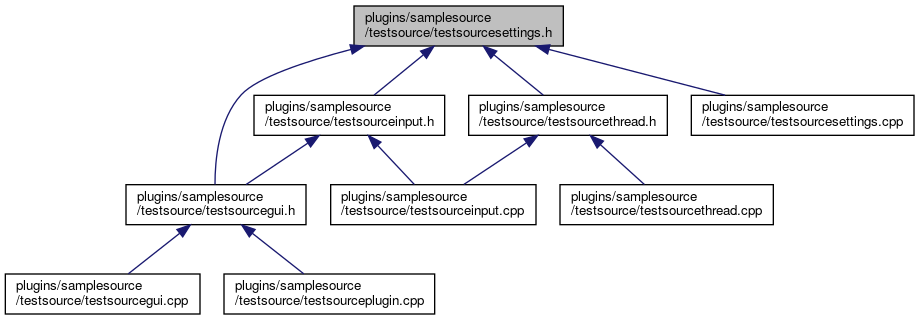 plugins/samplesource
/testsource/testsourcesettings.h
plugins/samplesource
/testsource/testsourceinput.h
plugins/samplesource
/testsource/testsourcethread.h
plugins/samplesource
/testsource/testsourcesettings.cpp
plugins/samplesource
/testsource/testsourcegui.h
plugins/samplesource
/testsource/testsourceinput.cpp
plugins/samplesource
/testsource/testsourcethread.cpp
plugins/samplesource
/testsource/testsourcegui.cpp
plugins/samplesource
/testsource/testsourceplugin.cpp